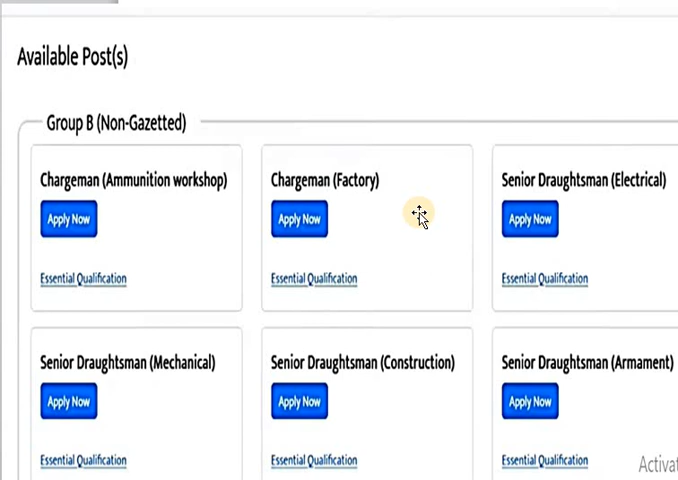 Available Post(s)
Group B (Non-Gazetted)
Chargeman (Ammunition workshop)
Apply Now
Essential Qualification
Chargeman (Factory)
Apply Now
Essential Qualification
Senior Draughtsman (Electrical)
Apply Now
Essential Qualification
Senior Draughtsman (Mechanical)
Apply Now
Essential Qualification
Senior Draughtsman (Construction)
Apply Now
Essential Qualification
Senior Draughtsman (Armament)
Apply Now
Essential Qualification
Activat